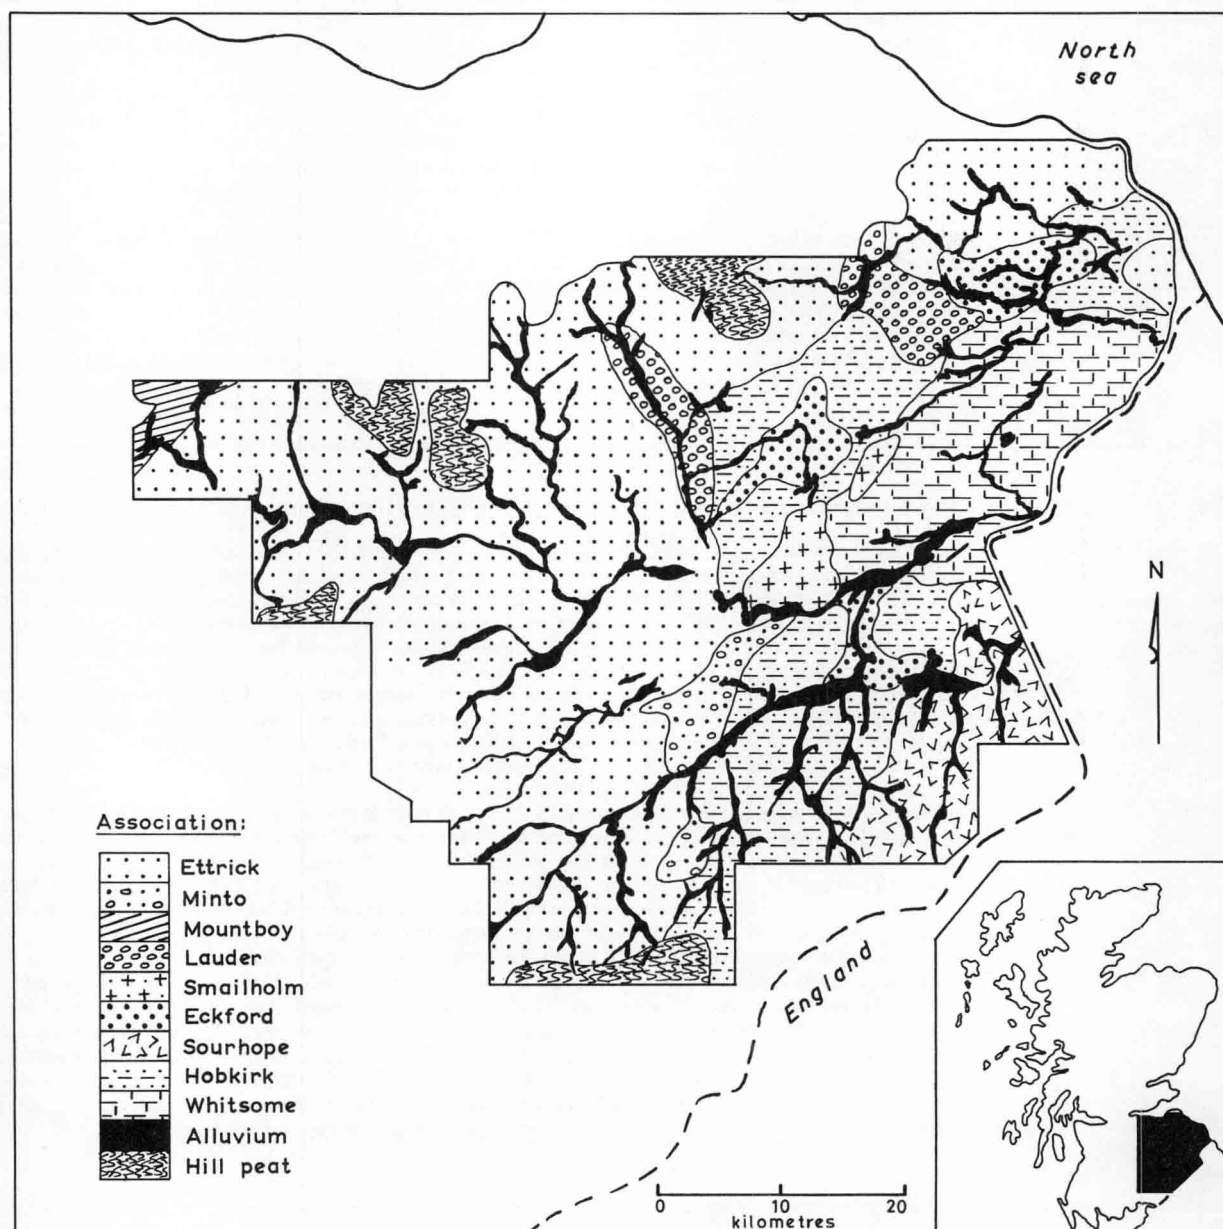 North
sea
N
Association:
Ettrick
Minto
Mountboy
Lauder
Smailholm
Eckford
Sourhope
Hobkirk
Whitsome
Alluvium
Hill peat
England
0 10 20
kilometres